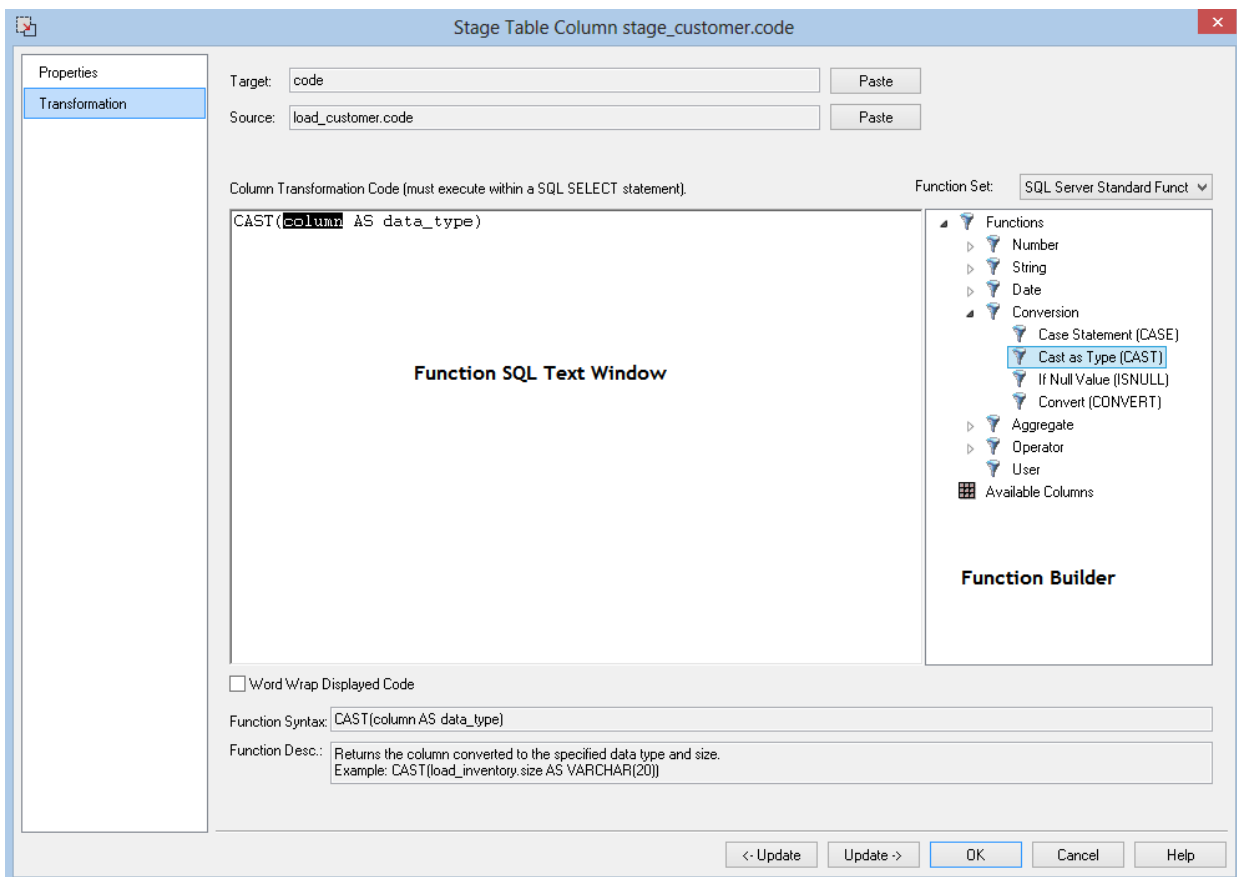 Stage Table Column stage_customer.code
Properties
Transformation
Target: code Paste
Source: load_customer.code Paste
Column Transformation Code (must execute within a SQL SELECT statement).
Function Set: SQL Server Standard Funct
CAST(column AS data_type)
Function SQL Text Window
Functions
Number
String
Date
Conversion
Case Statement (CASE)
Cast as Type (CAST)
If Null Value (ISNULL)
Convert (CONVERT)
Aggregate
Operator
User
Available Columns
Function Builder
Word Wrap Displayed Code
Function Syntax: CAST(column AS data_type)
Function Desc.: Returns the column converted to the specified data type and size.
Example: CAST(load_inventory.size AS VARCHAR(20))
<- Update Update -> OK Cancel Help